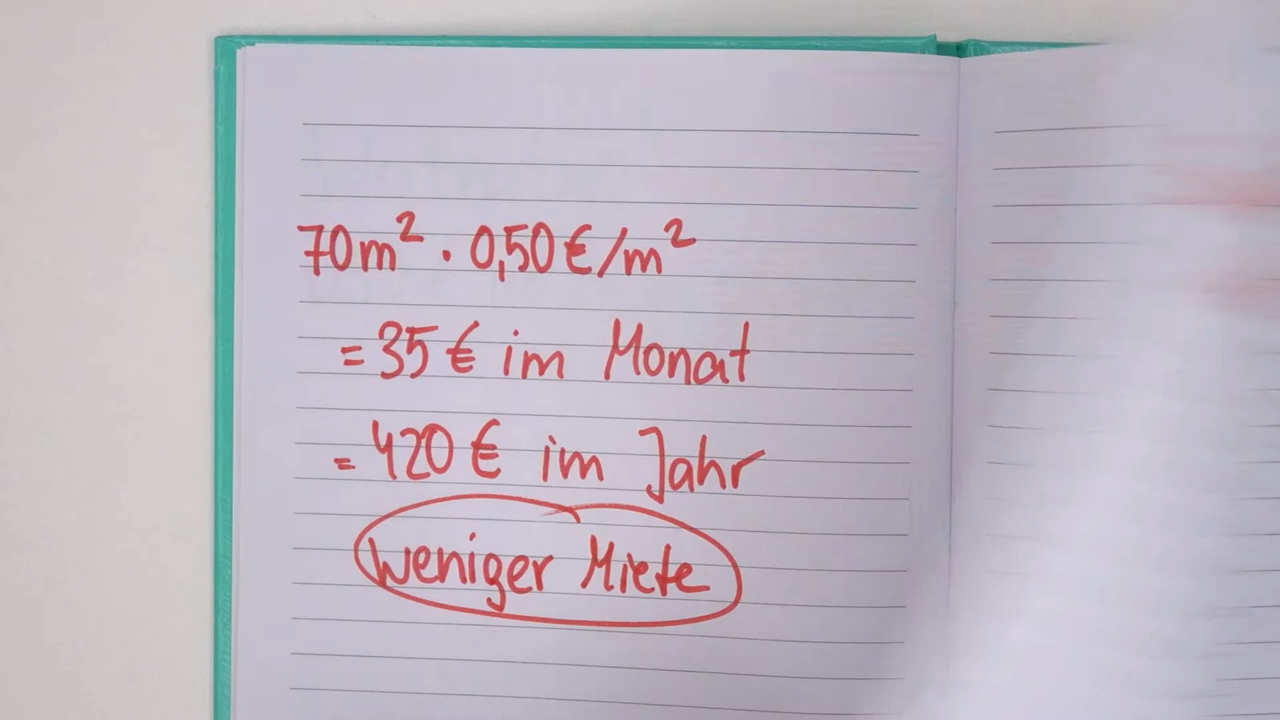 70m² · 0,50€/m²
= 35 € im Monat
= 420 € im Jahr
weniger Miete